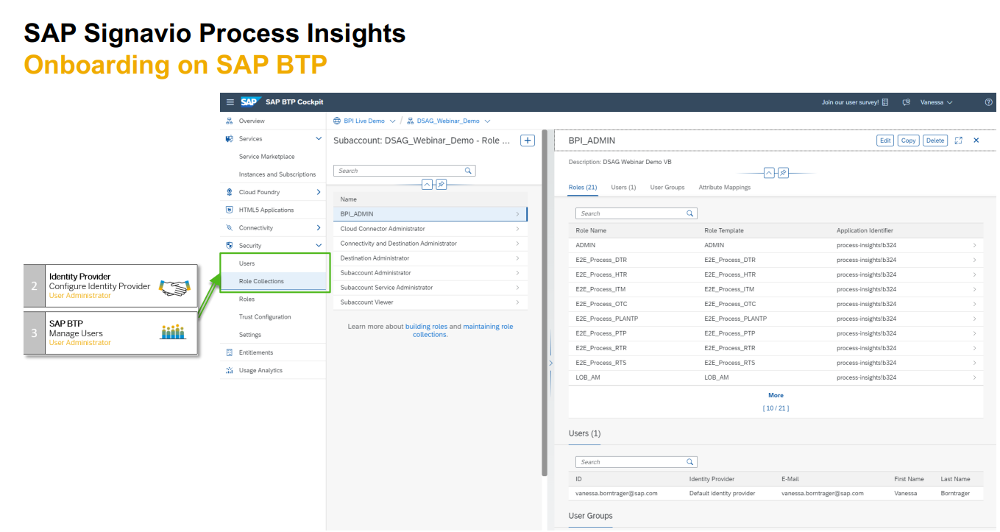 SAP Signavio Process Insights
Onboarding on SAP BTP
SAP SAP BTP Cockpit
Join our user survey!
Vanessa
Overview
Services
Service Marketplace
Instances and Subscriptions
Cloud Foundry
HTML5 Applications
Connectivity
Security
Users
Role Collections
Roles
Trust Configuration
Settings
Entitlements
Usage Analytics
2
Identity Provider
Configure Identity Provider
User Administrator
3
SAP BTP
Manage Users
User Administrator
BPI Live Demo / DSAG_Webinar_Demo
Subaccount: DSAG_Webinar_Demo - Role ...
Search
Name
BPI_ADMIN
Cloud Connector Administrator
Connectivity and Destination Administrator
Destination Administrator
Subaccount Administrator
Subaccount Service Administrator
Subaccount Viewer
Learn more about building roles and maintaining role
collections.
BPI_ADMIN
Edit Copy Delete
Description: DSAG Webinar Demo VB
Roles (21) Users (1) User Groups Attribute Mappings
Search
Role Name Role Template Application Identifier
ADMIN ADMIN process-insights!b324
E2E_Process_DTR E2E_Process_DTR process-insights!b324
E2E_Process_HTR E2E_Process_HTR process-insights!b324
E2E_Process_ITM E2E_Process_ITM process-insights!b324
E2E_Process_OTC E2E_Process_OTC process-insights!b324
E2E_Process_PLANTP E2E_Process_PLANTP process-insights!b324
E2E_Process_PTP E2E_Process_PTP process-insights!b324
E2E_Process_RTR E2E_Process_RTR process-insights!b324
E2E_Process_RTS E2E_Process_RTS process-insights!b324
LOB_AM LOB_AM process-insights!b324
More
[ 10 / 21 ]
Users (1)
Search
ID Identity Provider E-Mail First Name Last Name
vanessa.borntrager@sap.com Default identity provider vanessa.borntrager@sap.com Vanessa Borntrager
User Groups